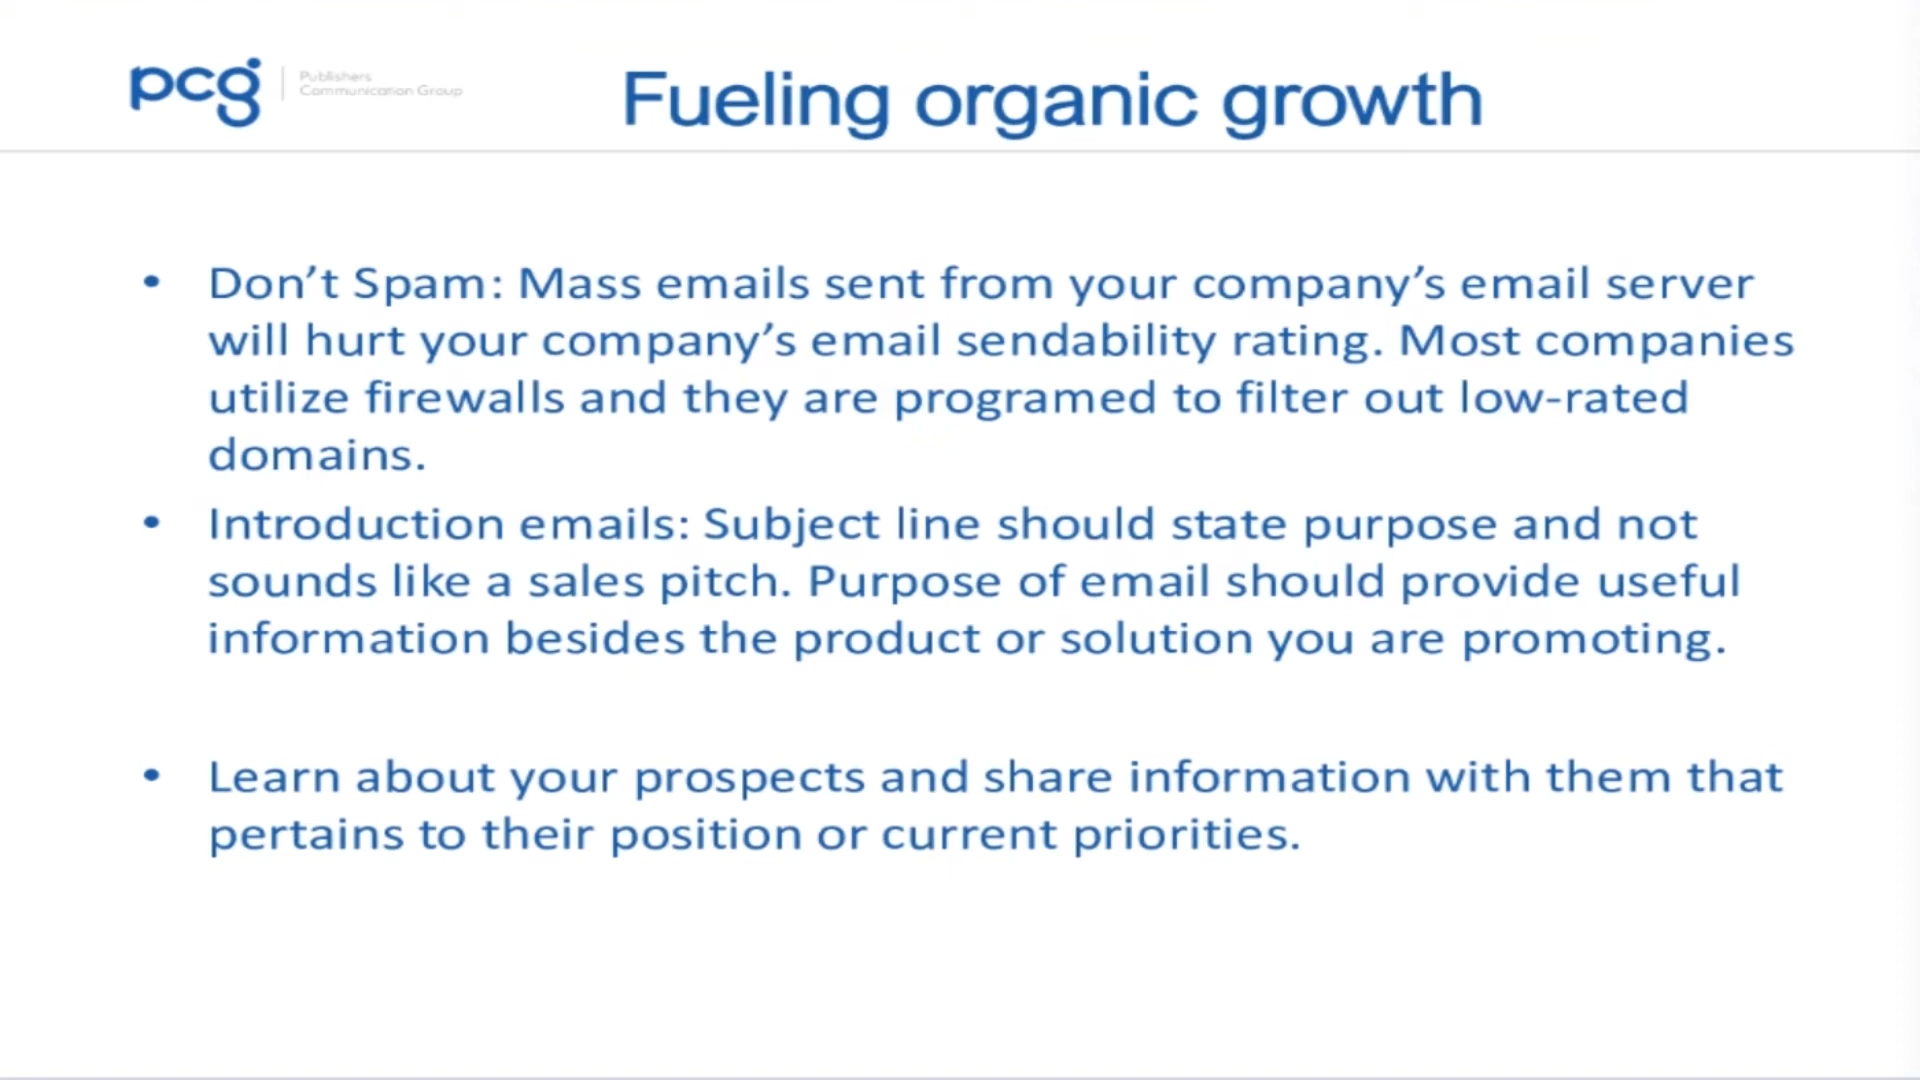 pcg
Publishers
Communication Group
Fueling organic growth
• Don’t Spam: Mass emails sent from your company’s email server
will hurt your company’s email sendability rating. Most companies
utilize firewalls and they are programed to filter out low-rated
domains.
• Introduction emails: Subject line should state purpose and not
sounds like a sales pitch. Purpose of email should provide useful
information besides the product or solution you are promoting.
• Learn about your prospects and share information with them that
pertains to their position or current priorities.